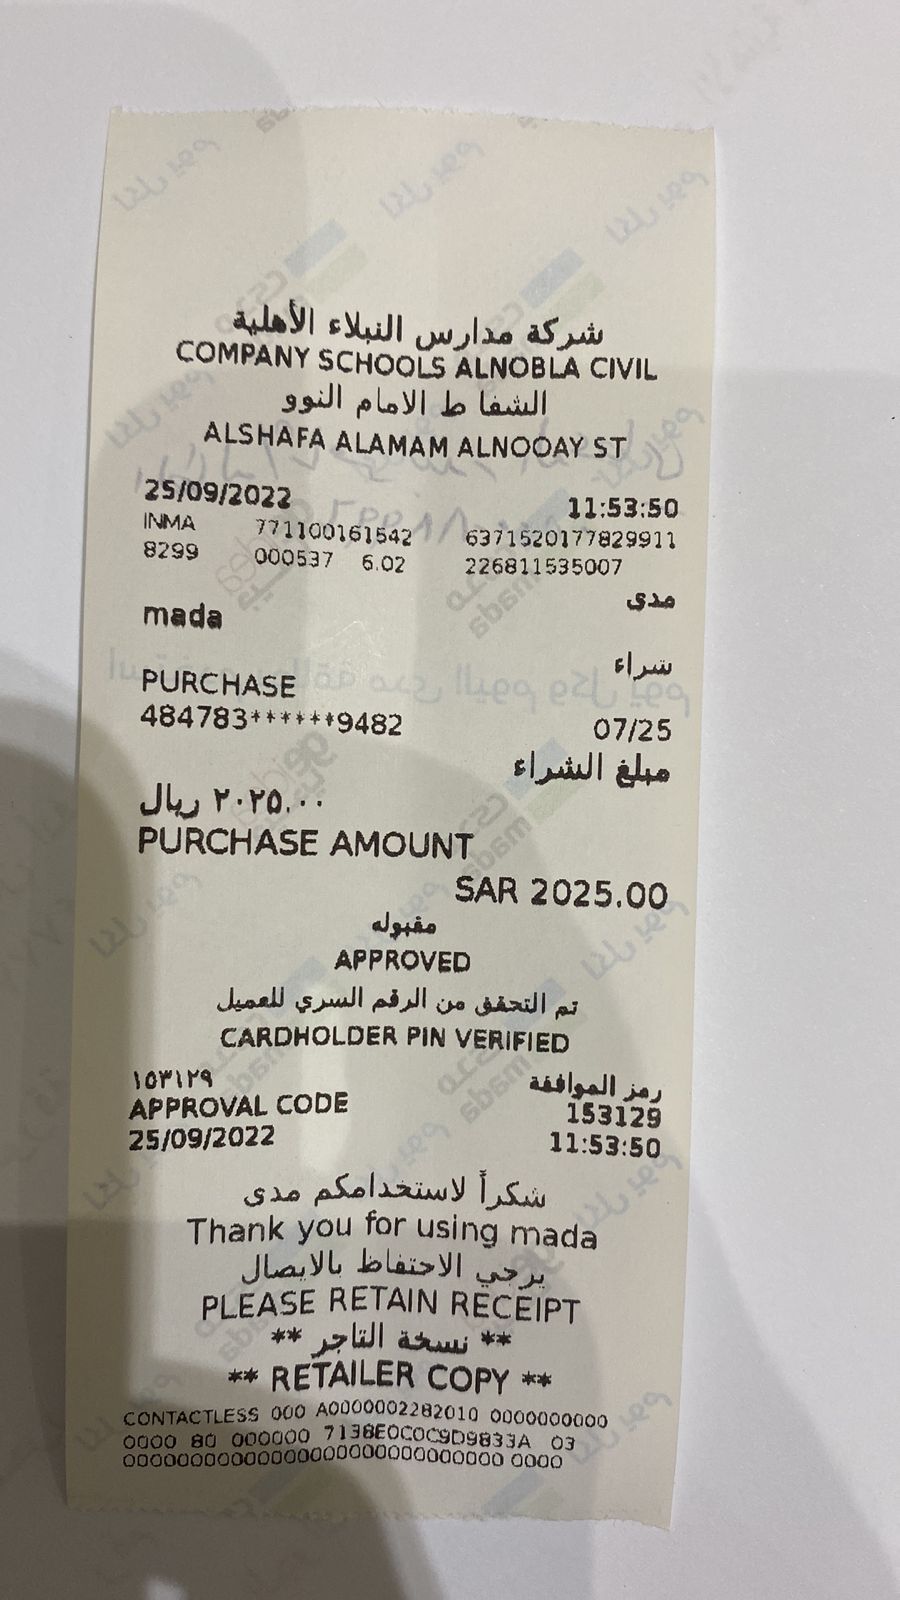 شركة مدارس النبلاء الأهلية
COMPANY SCHOOLS ALNOBLA CIVIL
الشفا ط الامام النوو
ALSHAFA ALAMAM ALNOOAY ST
25/09/2022 11:53:50
INMA 771100161542 6371520177829911
8299 000537 6.02 226811535007
مدى
mada
شراء
PURCHASE
484783******9482 07/25
مبلغ الشراء
٢٠٢٥.٠٠ ريال
PURCHASE AMOUNT
SAR 2025.00
مقبوله
APPROVED
تم التحقق من الرقم السري للعميل
CARDHOLDER PIN VERIFIED
رمز الموافقة ١٥٣١٢٩
APPROVAL CODE 153129
25/09/2022 11:53:50
شكراً لاستخدامكم مدى
Thank you for using mada
يرجي الاحتفاظ بالايصال
PLEASE RETAIN RECEIPT
** نسخة التاجر **
** RETAILER COPY **
CONTACTLESS 000 A0000002282010 0000000000
0000 80 000000 7138E0C0C9D9833A 03
0000000000000000000000000000000000 0000